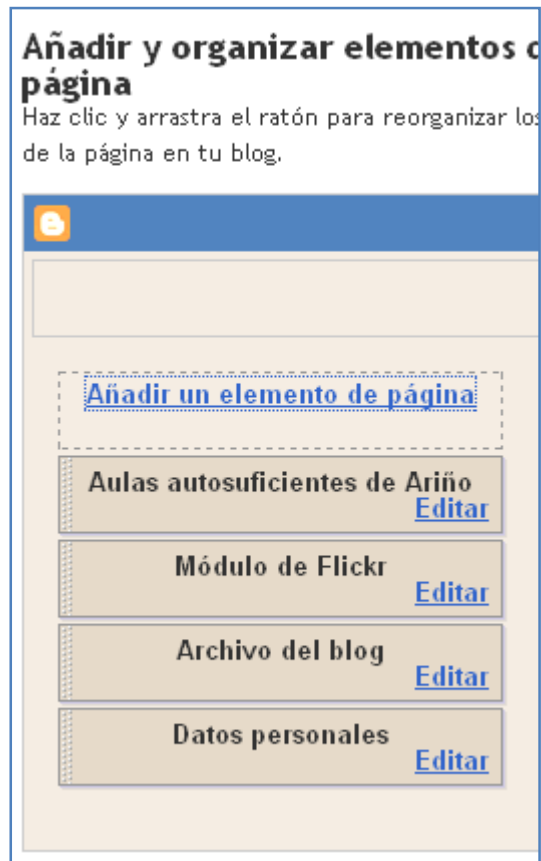 Añadir y organizar elementos
página
Haz clic y arrastra el ratón para reorganizar
de la página en tu blog.
Añadir un elemento de página
Aulas autosuficientes de Ariño
Editar
Módulo de Flickr
Editar
Archivo del blog
Editar
Datos personales
Editar